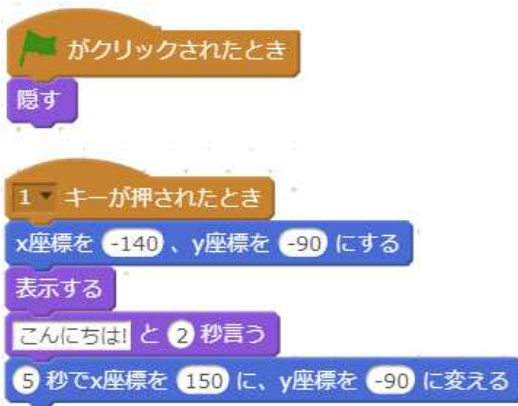 がクリックされたとき
隠す
1 キーが押されたとき
x座標を -140 、y座標を -90 にする
表示する
こんにちは! と 2 秒言う
5 秒でx座標を 150 に、y座標を -90 に変える